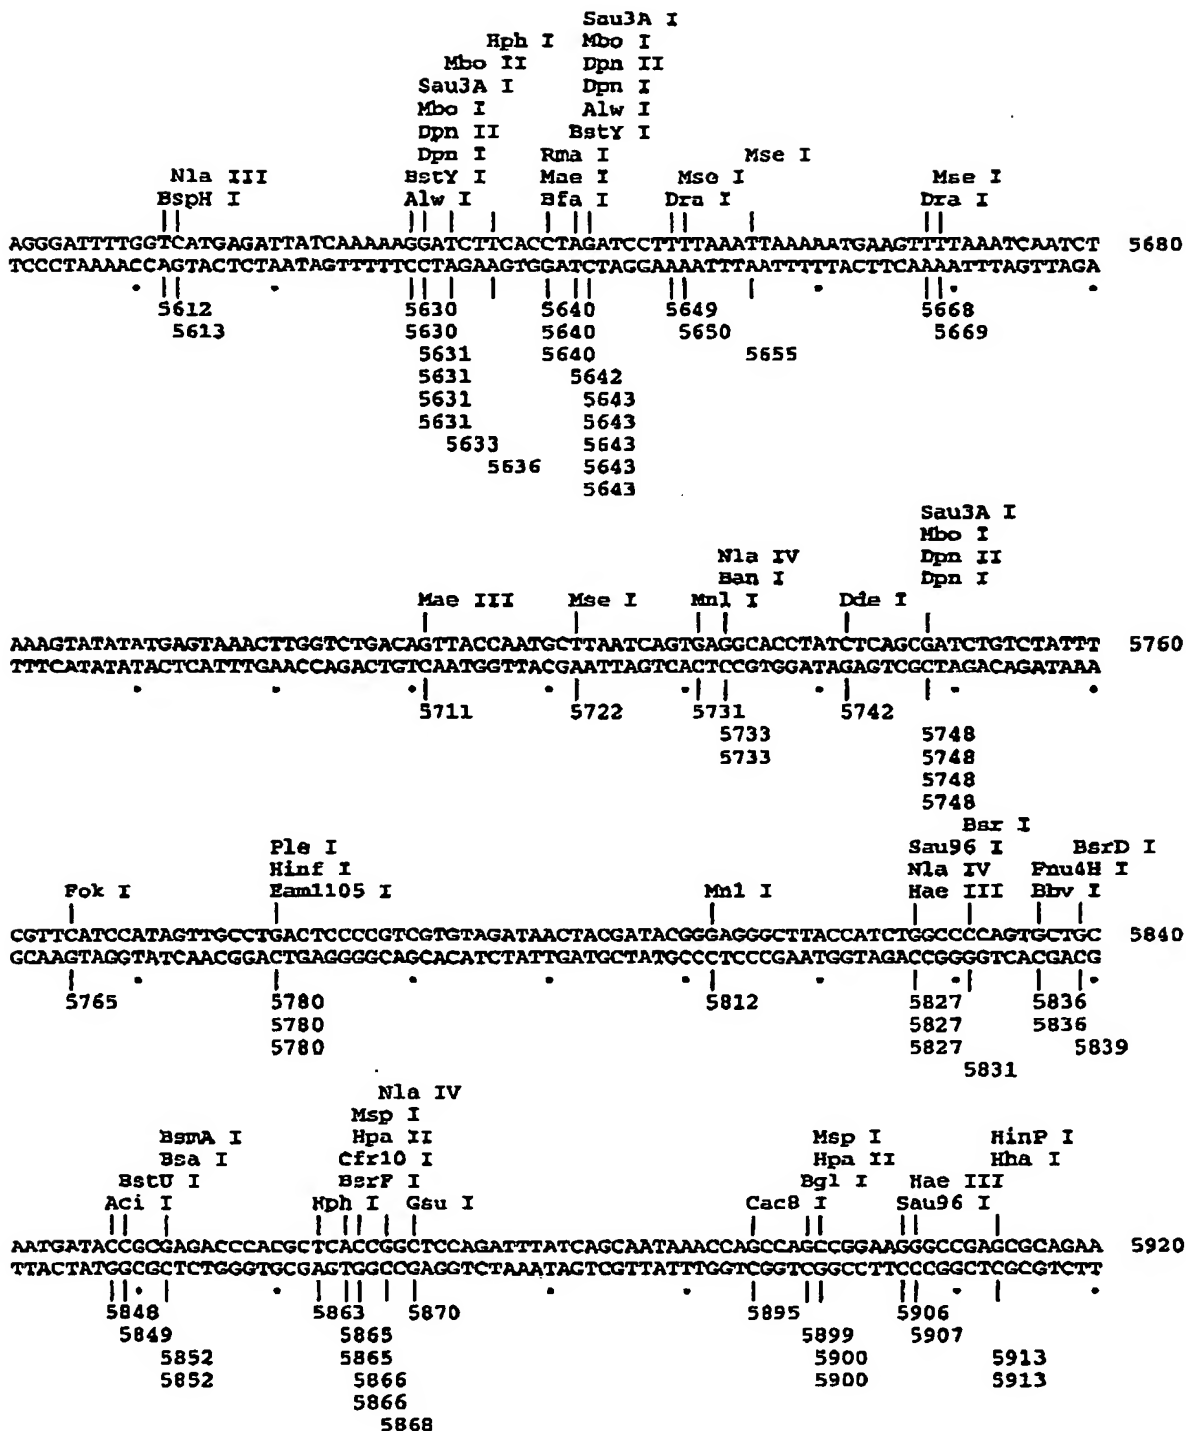 Sau3A I
Hph I Mbo I
Mbo II Dpn II
Sau3A I Dpn I
Mbo I Alw I
Dpn II BstY I
Dpn I Rma I Mse I
Nla III BstY I Mae I Mse I Mse I
BspH I Alw I Bfa I Dra I Dra I
AGGGATTTTGGTCATGAGATTATCAAAAAGGATCTTCACCTAGATCCTTTTAAATTAAAAATGAAGTTTTAAATCAATCT 5680
TCCCTAAAACCAGTACTCTAATAGTTTTTCCTAGAAGTGGATCTAGGAAAATTTAATTTTTACTTCAAAATTTAGTTAGA
5612 5630 5640 5649 5668
5613 5630 5640 5650 5669
5631 5640 5655
5631 5642
5631 5643
5631 5643
5633 5643
5636 5643
5643
Sau3A I
Mbo I
Nla IV Dpn II
Ban I Dpn I
Mae III Mse I Mnl I Dde I
AAAGTATATATGAGTAAACTTGGTCTGACAGTTACCAATGCTTAATCAGTGAGGCACCTATCTCAGCGATCTGTCTATTT 5760
TTTCATATATACTCATTTGAACCAGACTGTCAATGGTTACGAATTAGTCACTCCGTGGATAGAGTCGCTAGACAGATAAA
5711 5722 5731 5742
5733 5748
5733 5748
5748
5748
Bsr I
Ple I Sau96 I BsrD I
Hinf I Nla IV Fnu4H I
Fok I Eam1105 I Mnl I Hae III Bbv I
CGTTCATCCATAGTTGCCTGACTCCCCGTCGTGTAGATAACTACGATACGGGAGGGCTTACCATCTGGCCCCAGTGCTGC 5840
GCAAGTAGGTATCAACGGACTGAGGGGCAGCACATCTATTGATGCTATGCCCTCCCGAATGGTAGACCGGGGTCACGACG
5765 5780 5812 5827 5836
5780 5827 5836
5780 5827 5839
5831
Nla IV
Msp I
BsmA I Hpa II Msp I HinP I
Bsa I Cfr10 I Hpa II Hha I
BstU I BsrF I Bgl I Hae III
Aci I Hph I Gsu I Cac8 I Sau96 I
AATGATACCGCGAGACCCACGCTCACCGGCTCCAGATTTATCAGCAATAAACCAGCCAGCCGGAAGGGCCGAGCGCAGAA 5920
TTACTATGGCGCTCTGGGTGCGAGTGGCCGAGGTCTAAATAGTCGTTATTTGGTCGGTCGGCCTTCCCGGCTCGCGTCTT
5848 5863 5870 5895 5906
5849 5865 5899 5907
5852 5865 5900 5913
5852 5866 5900 5913
5866
5868